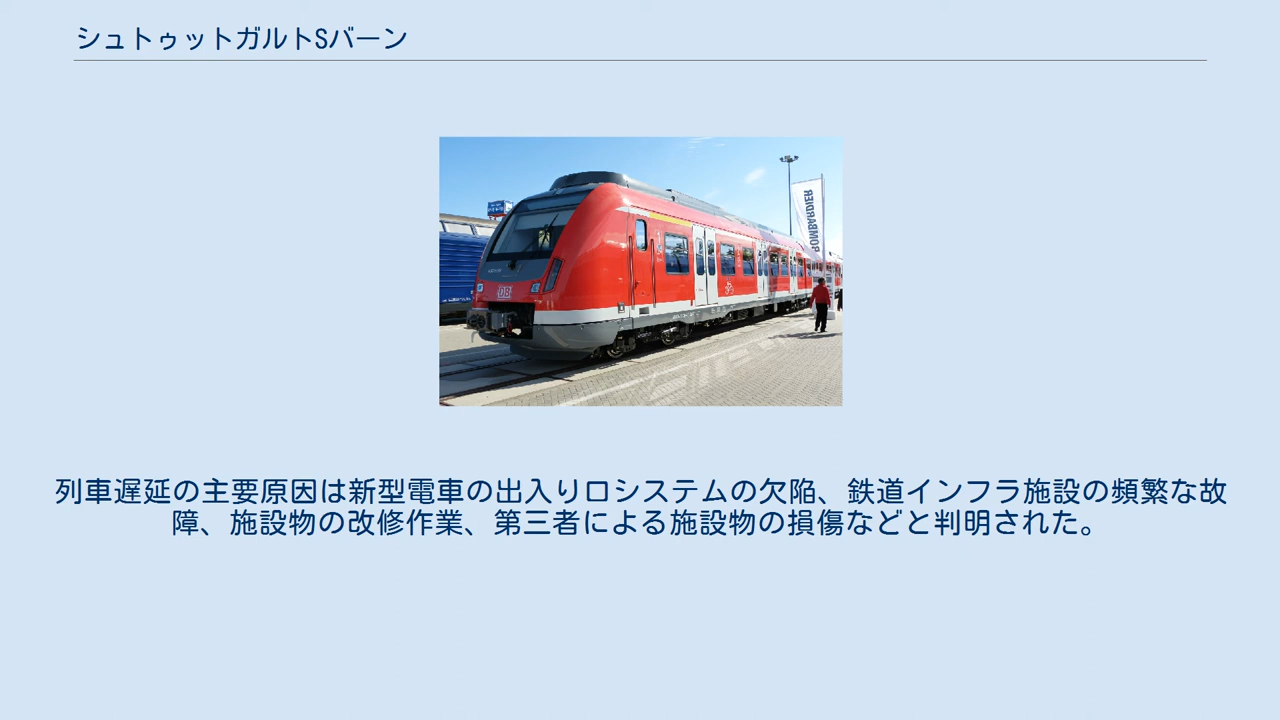 シュトゥットガルトSバーン
BOMBARDIER
DB
列車遅延の主要原因は新型電車の出入り口システムの欠陥、鉄道インフラ施設の頻繁な故
障、施設物の改修作業、第三者による施設物の損傷などと判明された。